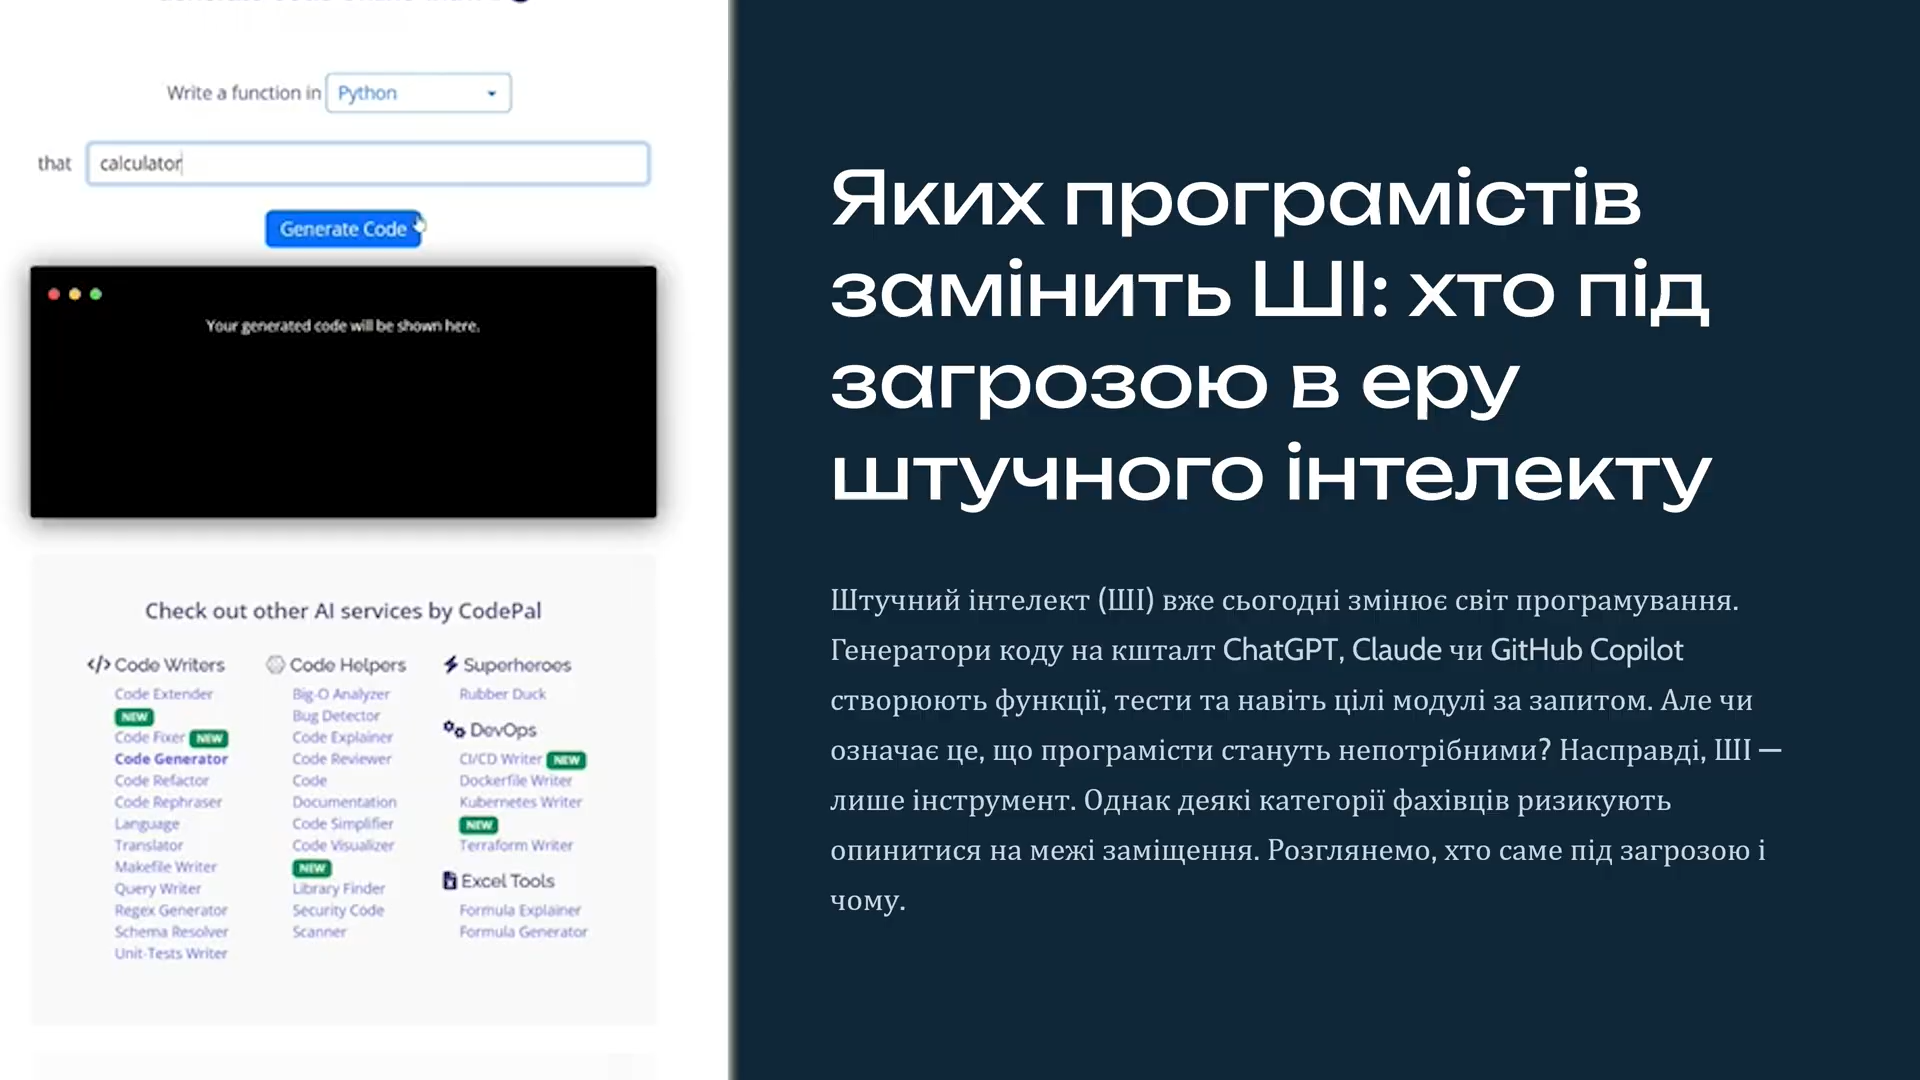 Write a function in Python
that calculator
Generate Code
Your generated code will be shown here.
Check out other AI services by CodePal
</> Code Writers
Code Extender
NEW
Code Fixer NEW
Code Generator
Code Refactor
Code Rephraser
Language
Translator
Makefile Writer
Query Writer
Regex Generator
Schema Resolver
Unit-Tests Writer
Code Helpers
Big-O Analyzer
Bug Detector
Code Explainer
Code Reviewer
Code
Documentation
Code Simplifier
Code Visualizer
NEW
Library Finder
Security Code
Scanner
Superheroes
Rubber Duck
DevOps
CI/CD Writer NEW
Dockerfile Writer
Kubernetes Writer
NEW
Terraform Writer
Excel Tools
Formula Explainer
Formula Generator
Яких програмістів
замінить ШІ: хто під
загрозою в еру
штучного інтелекту
Штучний інтелект (ШІ) вже сьогодні змінює світ програмування.
Генератори коду на кшталт ChatGPT, Claude чи GitHub Copilot
створюють функції, тести та навіть цілі модулі за запитом. Але чи
означає це, що програмісти стануть непотрібними? Насправді, ШІ —
лише інструмент. Однак деякі категорії фахівців ризикують
опинитися на межі заміщення. Розглянемо, хто саме під загрозою і
чому.